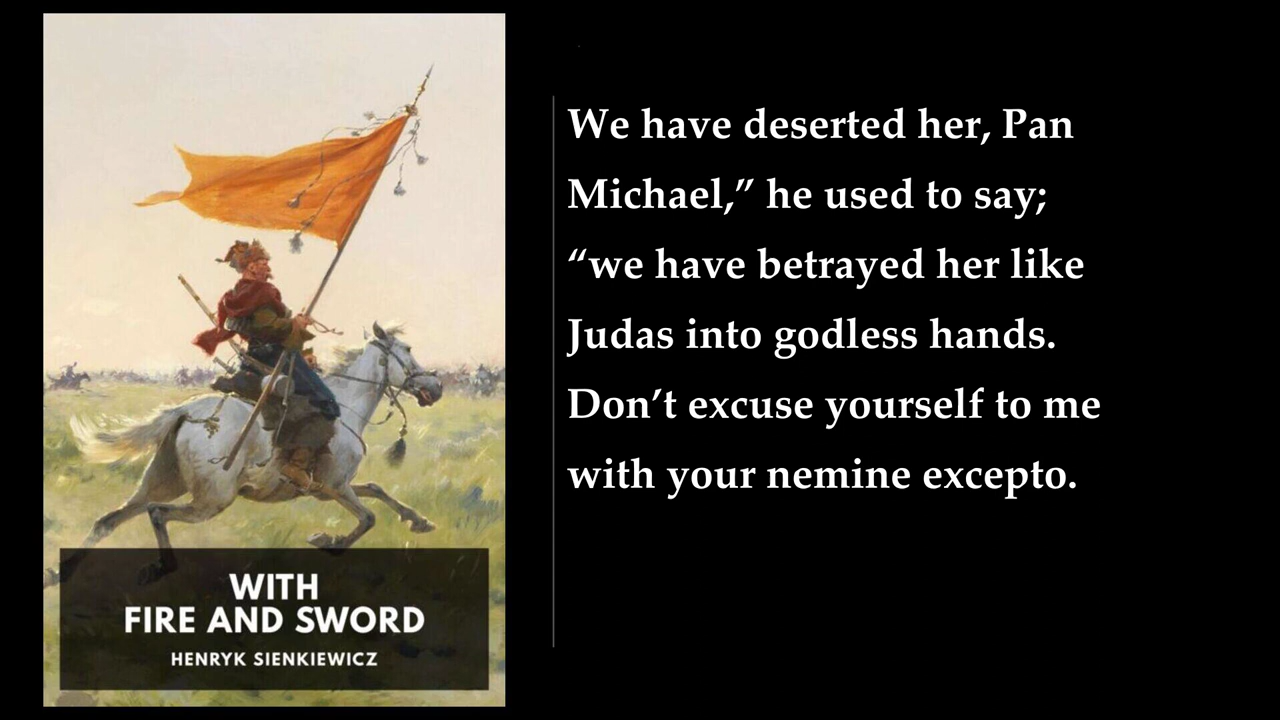 WITH
FIRE AND SWORD
HENRYK SIENKIEWICZ
We have deserted her, Pan
Michael,” he used to say;
“we have betrayed her like
Judas into godless hands.
Don’t excuse yourself to me
with your nemine excepto.